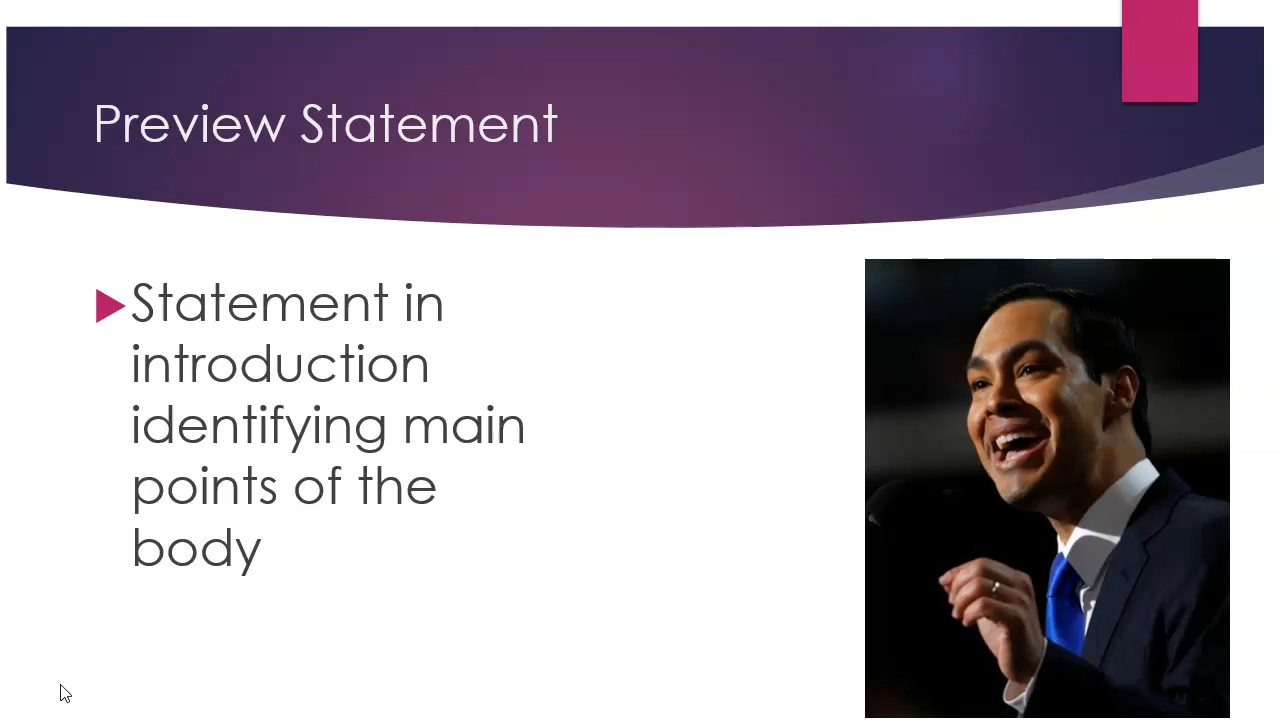 Preview Statement
Statement in
introduction
identifying main
points of the
body